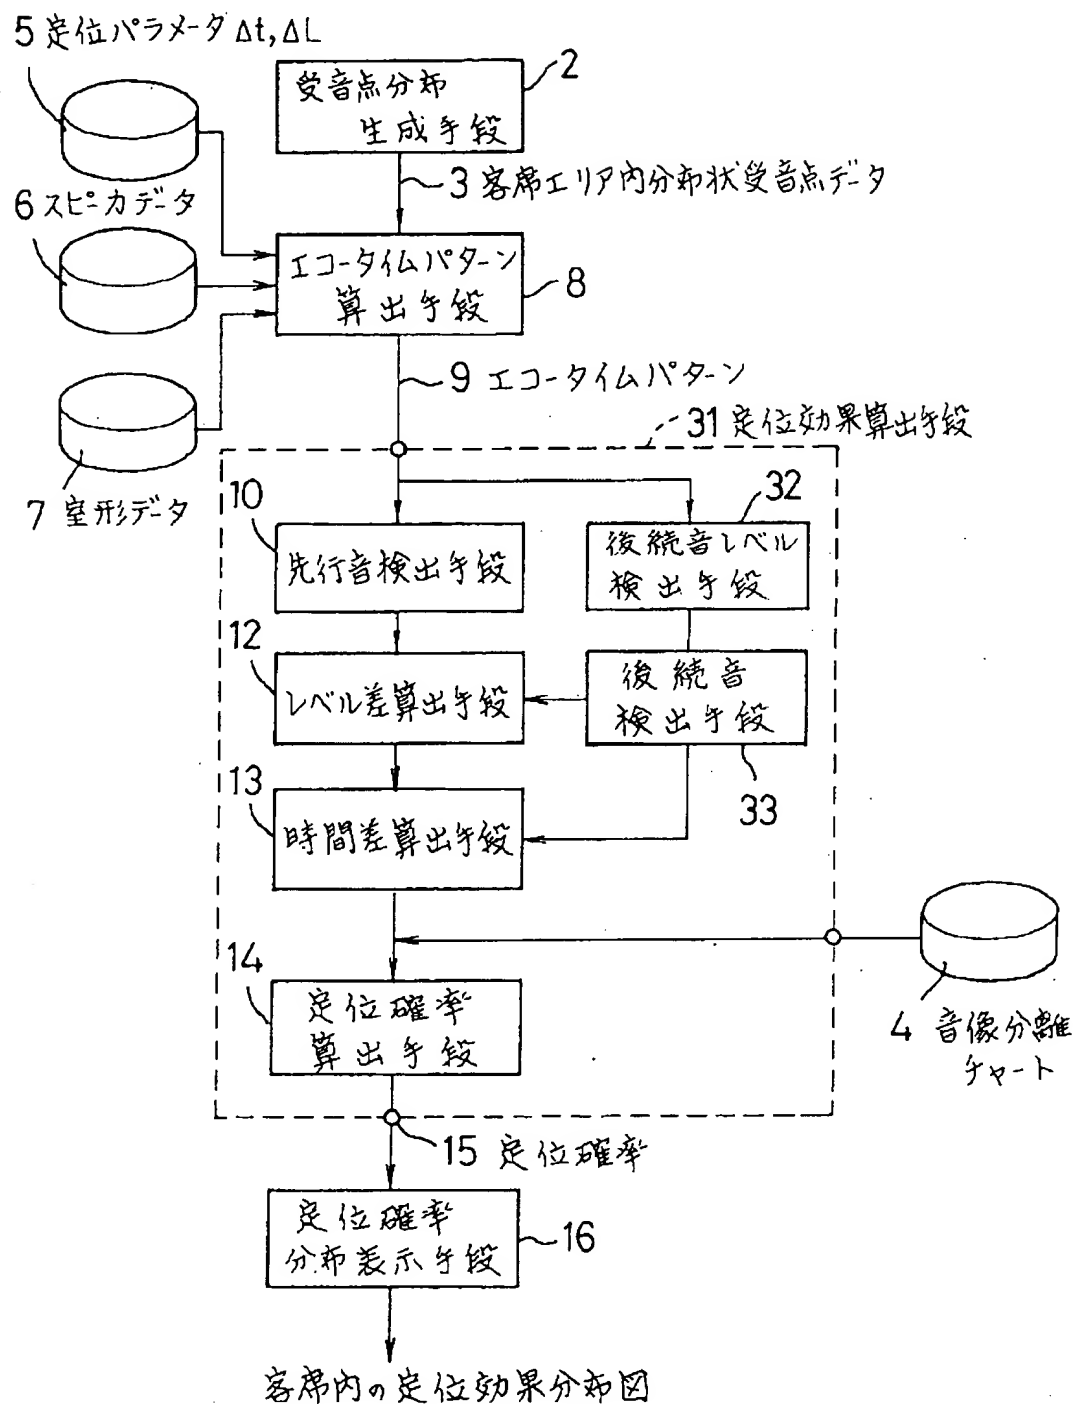 5 定位パラメータ Δt, ΔL
受音点分布
生成手段
2
3 客席エリア内分布状受音点データ
6 スピーカデータ
エコータイムパターン
算出手段
8
9 エコータイムパターン
7 室形データ
31 定位効果算出手段
10
先行音検出手段
32
後続音レベル
検出手段
12
レベル差算出手段
後続音
検出手段
33
13
時間差算出手段
14
定位確率
算出手段
4 音像分離
チャート
15 定位確率
定位確率
分布表示手段
16
客席内の定位効果分布図